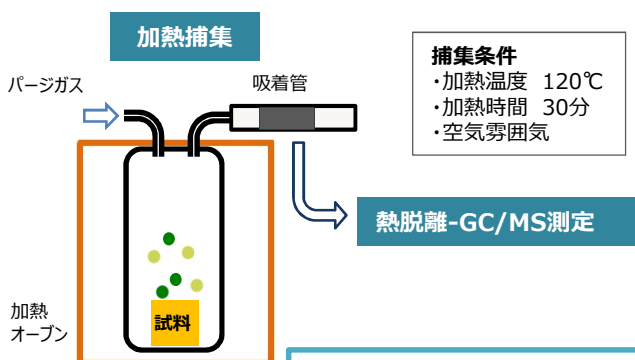 加熱捕集
パージガス
吸着管
捕集条件
・加熱温度 120℃
・加熱時間 30分
・空気雰囲気
熱脱離-GC/MS測定
試料
加熱
オーブン